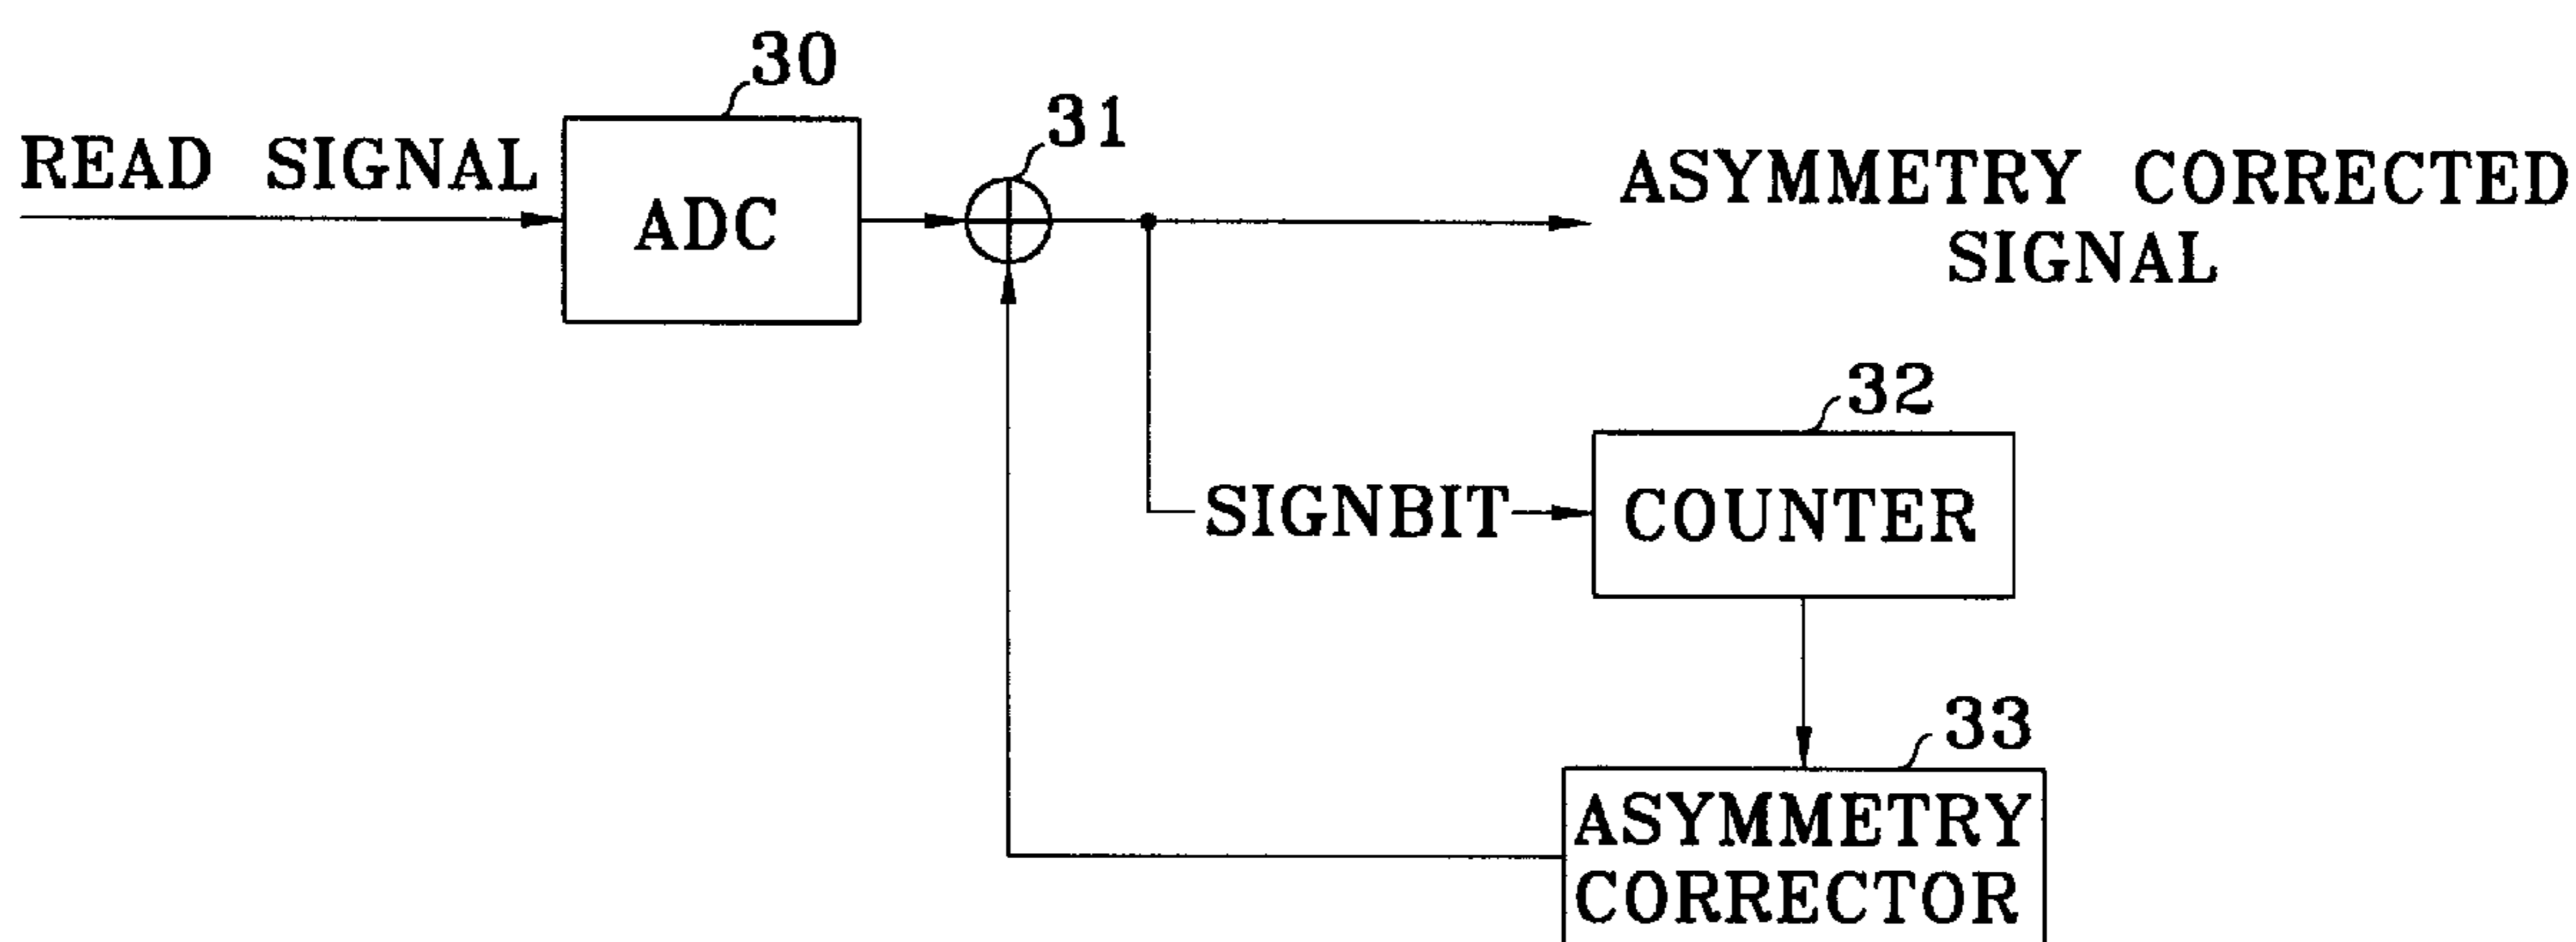 30
31
READ SIGNAL
ADC
ASYMMETRY CORRECTED
SIGNAL
32
SIGNBIT
COUNTER
33
ASYMMETRY
CORRECTOR